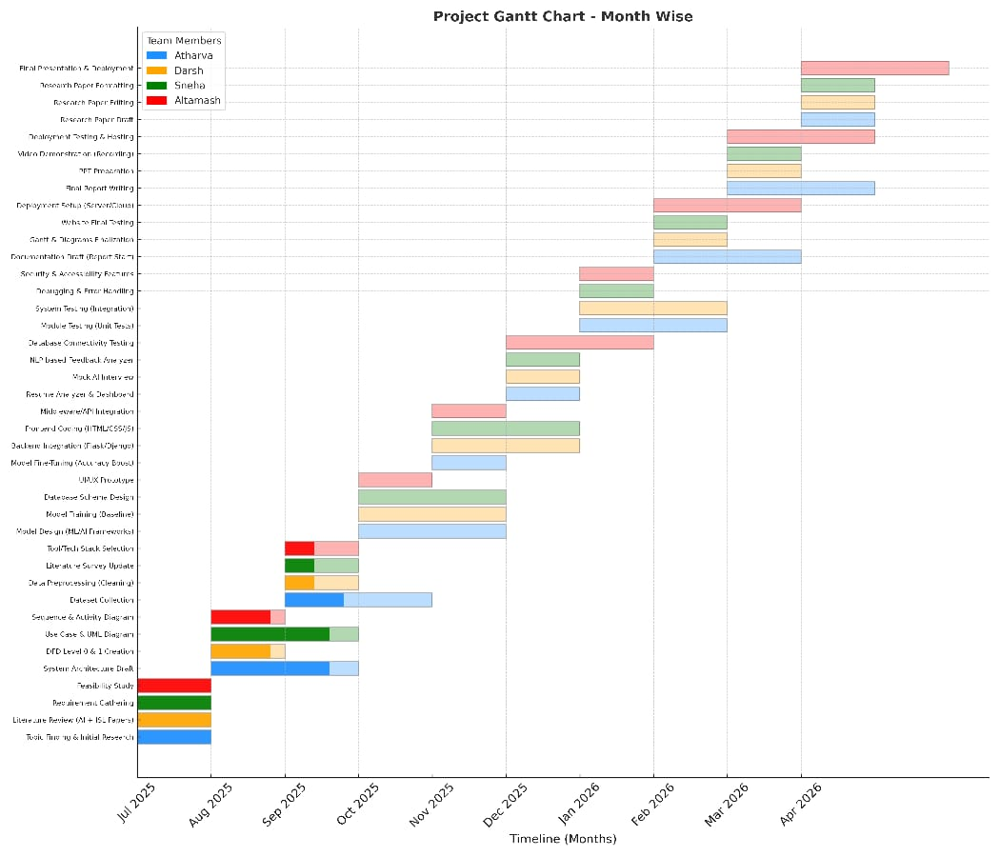 Project Gantt Chart - Month Wise
Team Members
Atharva
Darsh
Sneha
Altamash
Final Presentation & Deployment
Research Paper Formatting
Research Paper Editing
Research Paper Draft
Deployment Testing & Hosting
Video Demonstration (Recording)
PPT Preparation
Final Report Writing
Deployment Setup (Server/Cloud)
Website Final Testing
Gantt & Diagrams Finalization
Documentation Draft (Report Start)
Security & Accessibility Features
Debugging & Error Handling
System Testing (Integration)
Module Testing (Unit Tests)
Database Connectivity Testing
NLP based Feedback Analyzer
Mock AI Interview
Resume Analyzer & Dashboard
Middleware/API Integration
Frontend Coding (HTML/CSS/JS)
Backend Integration (Flask/Django)
Model Fine-Tuning (Accuracy Boost)
UI/UX Prototype
Database Schema Design
Model Training (Baseline)
Model Design (ML/AI Frameworks)
Tool/Tech Stack Selection
Literature Survey Update
Data Preprocessing (Cleaning)
Dataset Collection
Sequence & Activity Diagram
Use Case & UML Diagram
DFD Level 0 & 1 Creation
System Architecture Draft
Feasibility Study
Requirement Gathering
Literature Review (AI + ISL Papers)
Topic Finding & Initial Research
Jul 2025
Aug 2025
Sep 2025
Oct 2025
Nov 2025
Dec 2025
Jan 2026
Feb 2026
Mar 2026
Apr 2026
Timeline (Months)